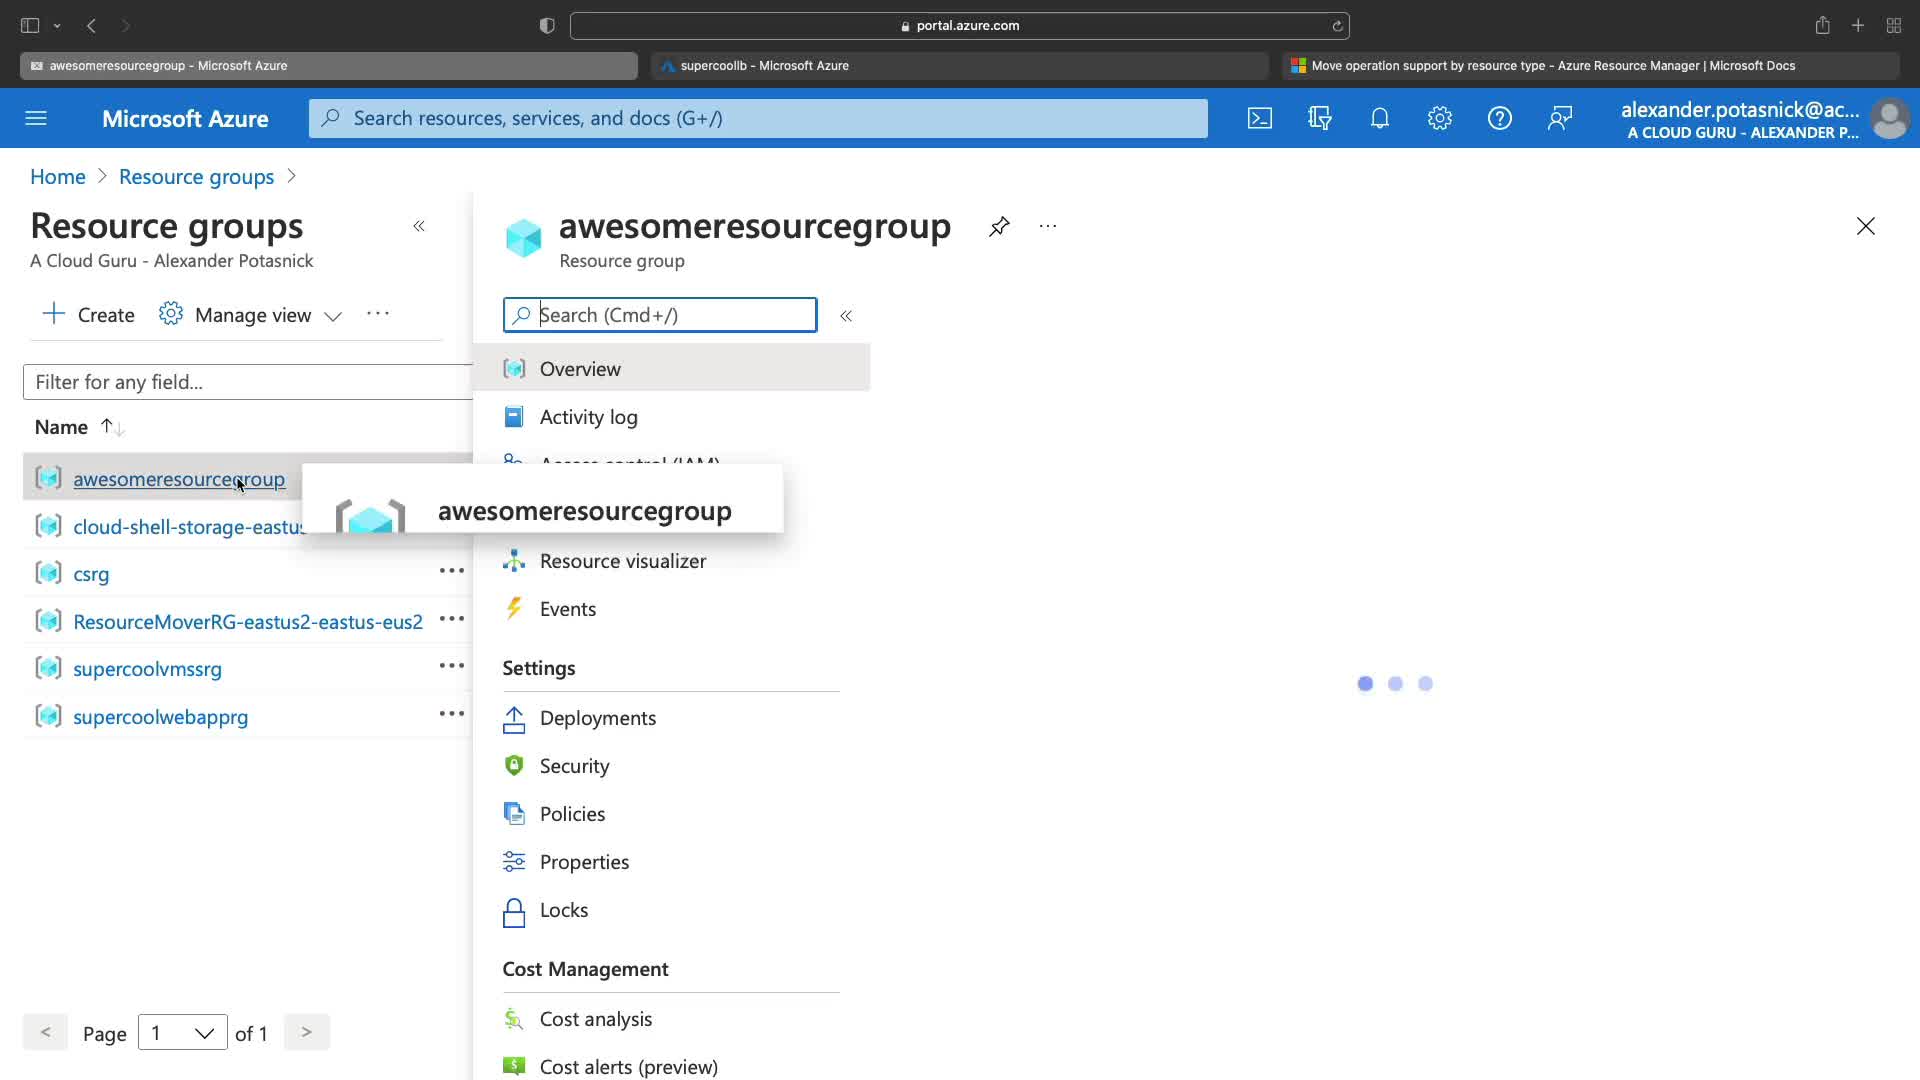 portal.azure.com
awesomeresourcegroup - Microsoft Azure
supercoollb - Microsoft Azure
Move operation support by resource type - Azure Resource Manager | Microsoft Docs
Microsoft Azure
Search resources, services, and docs (G+/)
alexander.potasnick@ac...
A CLOUD GURU - ALEXANDER P...
Home > Resource groups >
Resource groups
A Cloud Guru - Alexander Potasnick
Create
Manage view
Filter for any field...
Name
awesomeresourcegroup
cloud-shell-storage-eastus
csrg
ResourceMoverRG-eastus2-eastus-eus2
supercoolvmssrg
supercoolwebapprg
< Page 1 of 1 >
awesomeresourcegroup
Resource group
Search (Cmd+/)
Overview
Activity log
Access control (IAM)
awesomeresourcegroup
Resource visualizer
Events
Settings
Deployments
Security
Policies
Properties
Locks
Cost Management
Cost analysis
Cost alerts (preview)